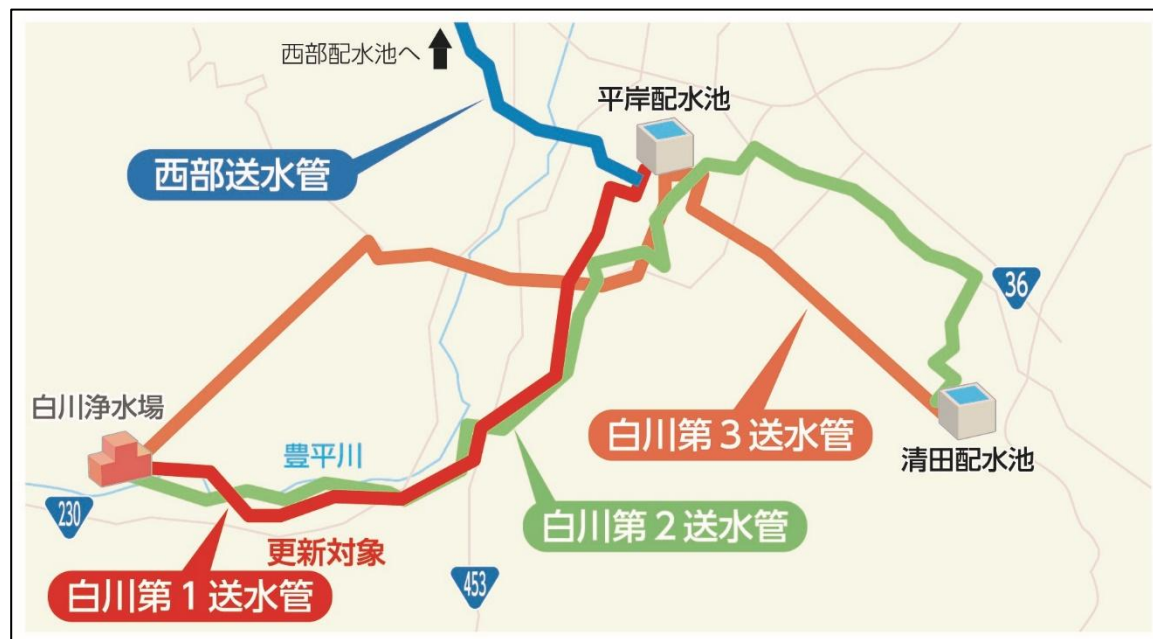 西部配水池へ
平岸配水池
西部送水管
36
白川浄水場
豊平川
白川第3送水管
清田配水池
230
白川第2送水管
更新対象
453
白川第1送水管